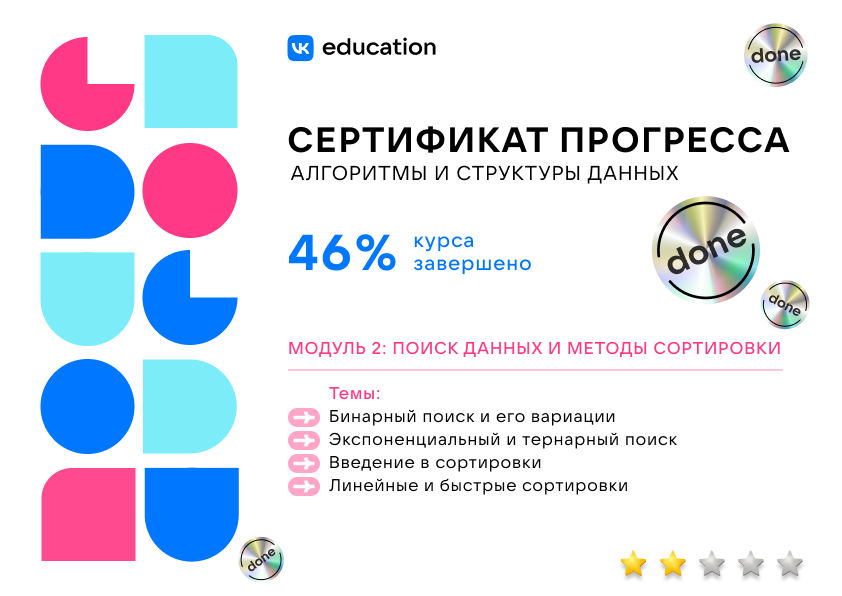 VK education
done
СЕРТИФИКАТ ПРОГРЕССА
АЛГОРИТМЫ И СТРУКТУРЫ ДАННЫХ
46% курса
завершено
done
done
МОДУЛЬ 2: ПОИСК ДАННЫХ И МЕТОДЫ СОРТИРОВКИ
Темы:
Бинарный поиск и его вариации
Экспоненциальный и тернарный поиск
Введение в сортировки
Линейные и быстрые сортировки
done